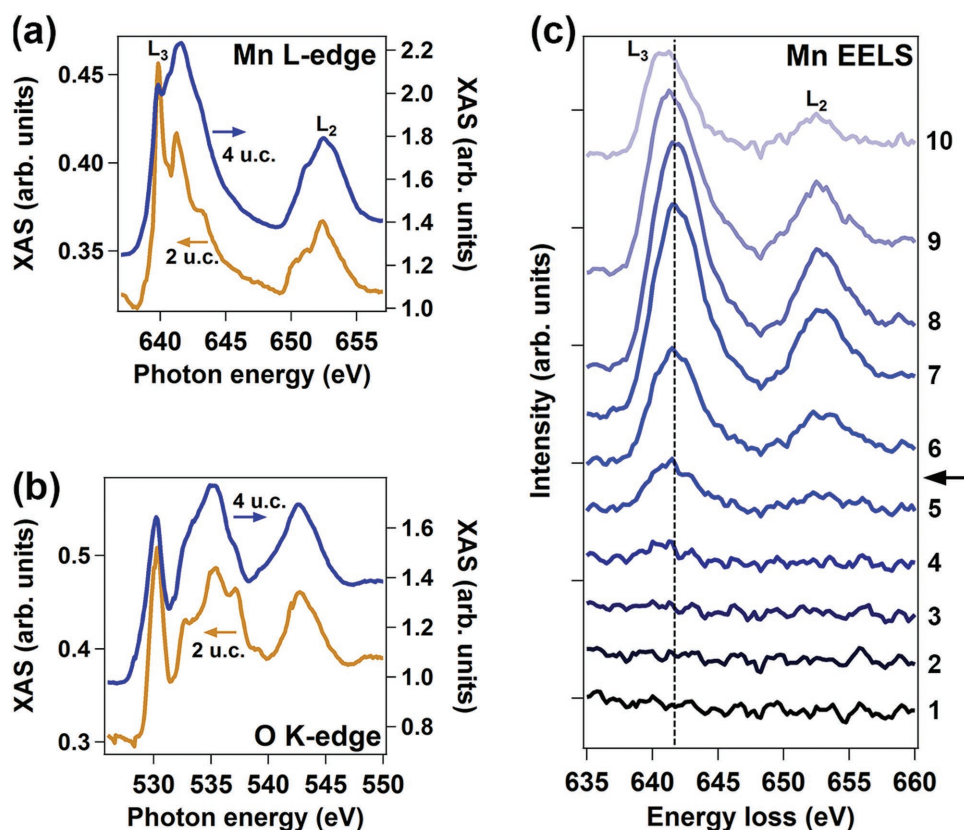 (a)
Mn L-edge
L3
L2
4 u.c.
2 u.c.
XAS (arb. units)
0.45
0.40
0.35
2.2
2.0
1.8
1.6
1.4
1.2
1.0
XAS (arb. units)
640 645 650 655
Photon energy (eV)
(b)
O K-edge
4 u.c.
2 u.c.
XAS (arb. units)
0.5
0.4
0.3
1.6
1.4
1.2
1.0
0.8
XAS (arb. units)
530 535 540 545 550
Photon energy (eV)
(c)
Mn EELS
L3
L2
Intensity (arb. units)
10
9
8
7
6
5
4
3
2
1
635 640 645 650 655 660
Energy loss (eV)